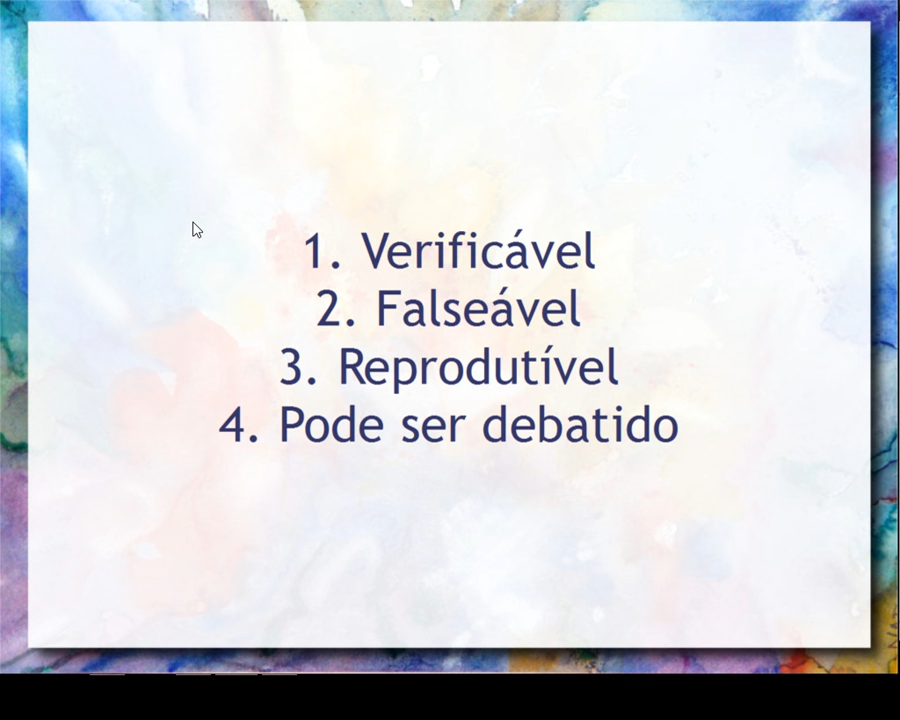 1. Verificável
2. Falseável
3. Reprodutível
4. Pode ser debatido